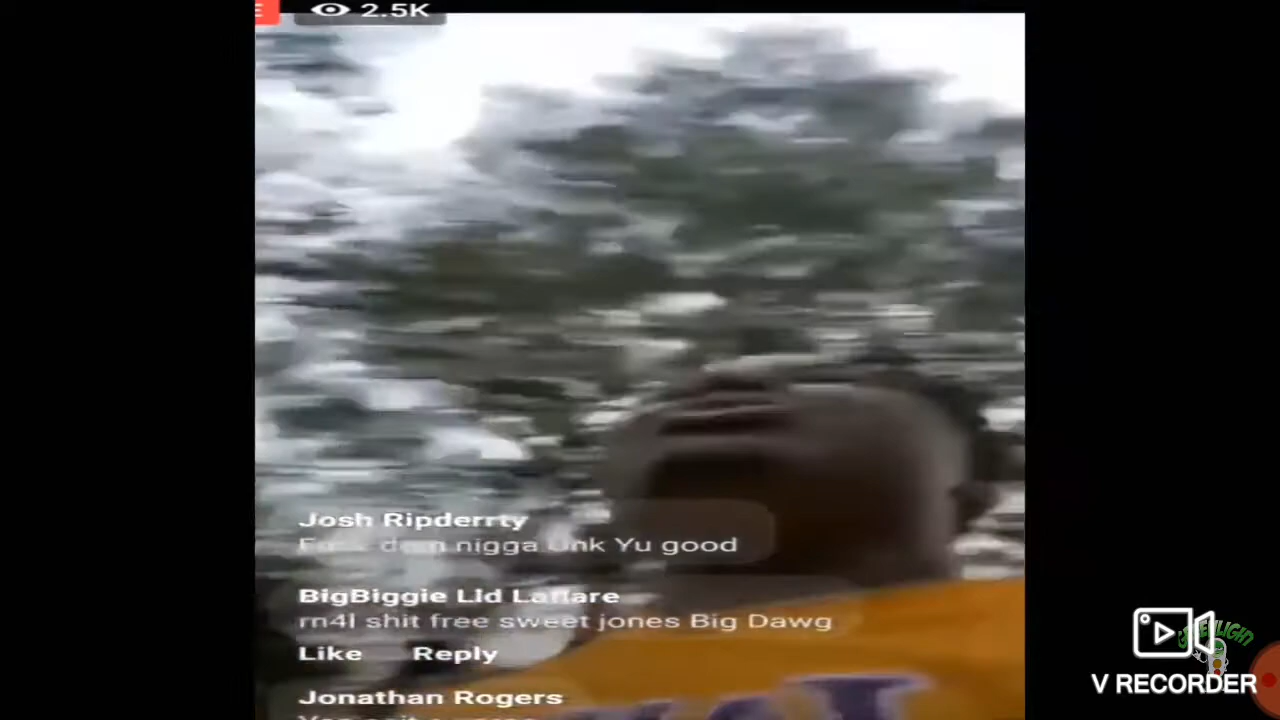 E 2.5K
Josh Ripderrty
dem nigga Unk Yu good
BigBiggie Lld Laflare
rn4l shit free sweet jones Big Dawg
Like Reply
Jonathan Rogers
V RECORDER